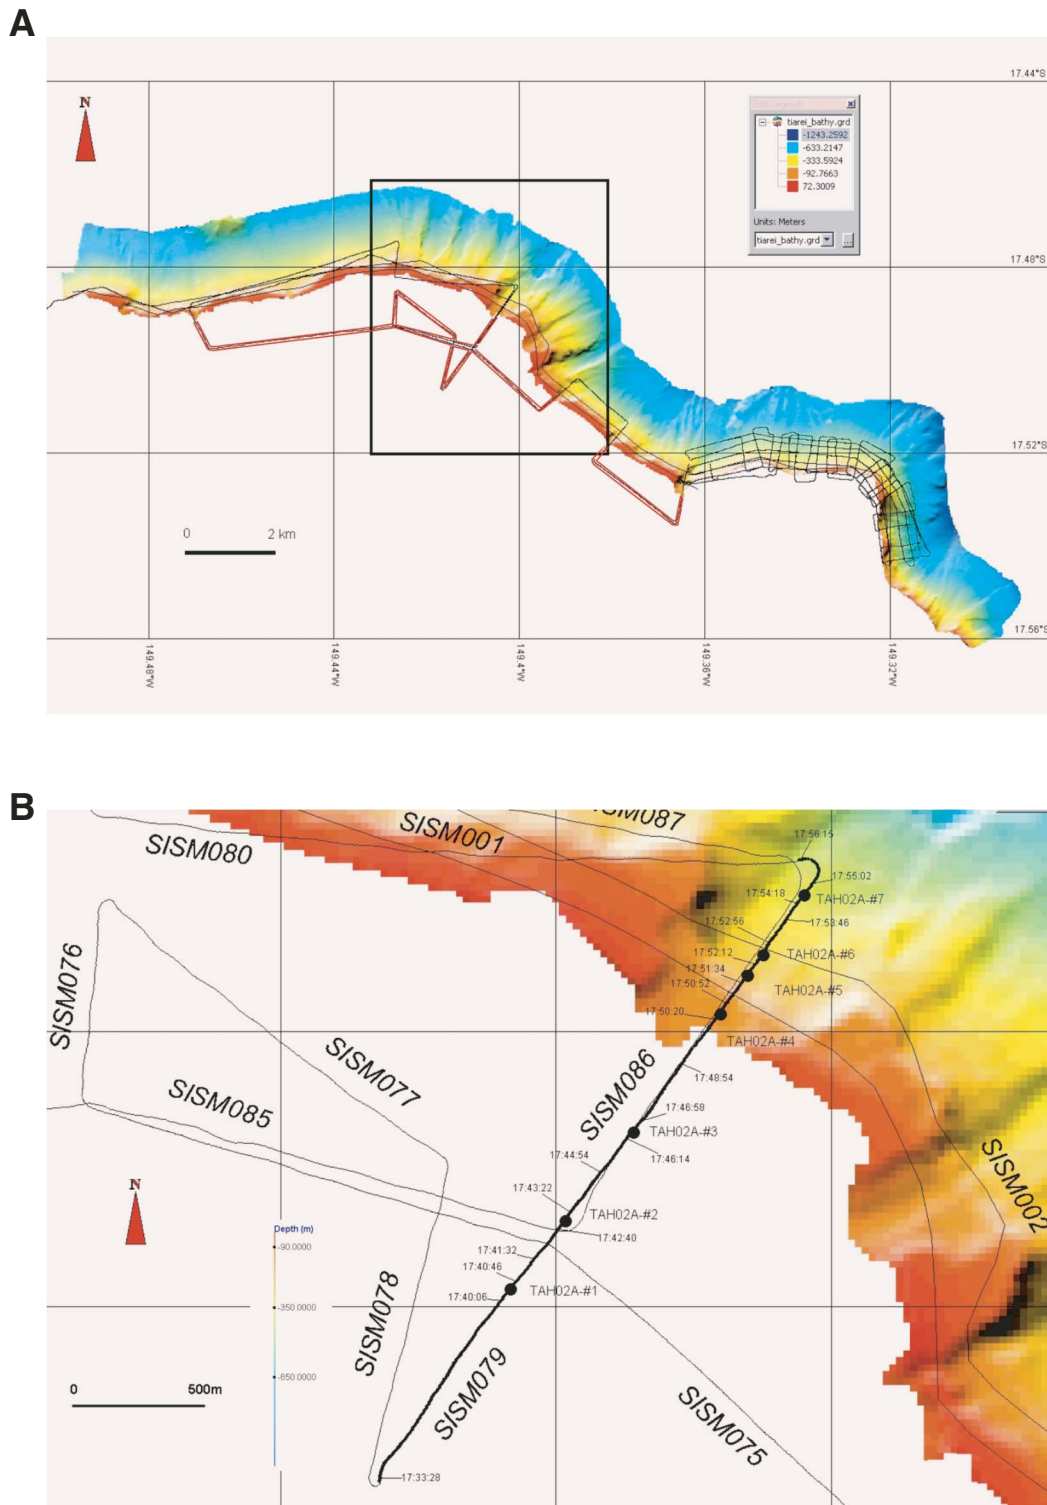 A
17.44°S
N
Grid Legends
tiarei_bathy.grd
-1243.2592
-633.2147
-333.5924
-92.7663
72.3009
Units: Meters
tiarei_bathy.grd
...
17.48°S
17.52°S
0 2 km
17.56°S
149.48°W
149.44°W
149.4°W
149.36°W
149.32°W
B
SISM087
SISM001
SISM080
17:56:15
17:55:02
17:54:18
TAH02A-#7
17:53:46
17:52:56
17:52:12
TAH02A-#6
17:51:34
17:50:52
TAH02A-#5
17:50:20
TAH02A-#4
SISM076
SISM077
SISM086
17:48:54
SISM085
17:46:58
TAH02A-#3
17:46:14
17:44:54
SISM002
17:43:22
N
TAH02A-#2
17:42:40
Depth (m)
-90.0000
17:41:32
17:40:46
TAH02A-#1
17:40:06
-350.0000
SISM078
SISM079
-650.0000
0 500m
SISM075
17:33:28